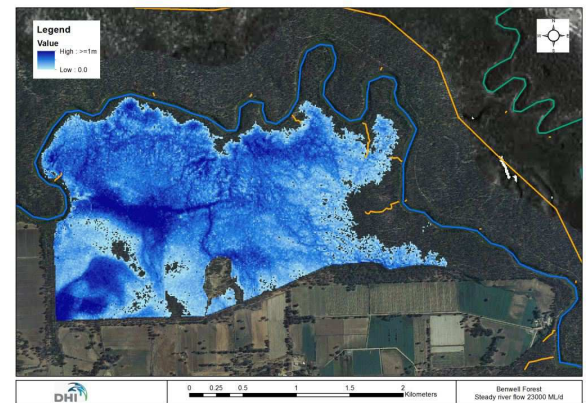 Legend
Value
High : >=1m
Low : 0.0
DHI
0 0.25 0.5 1 1.5 2
Kilometers
Benwell Forest
Steady river flow 23000 ML/d